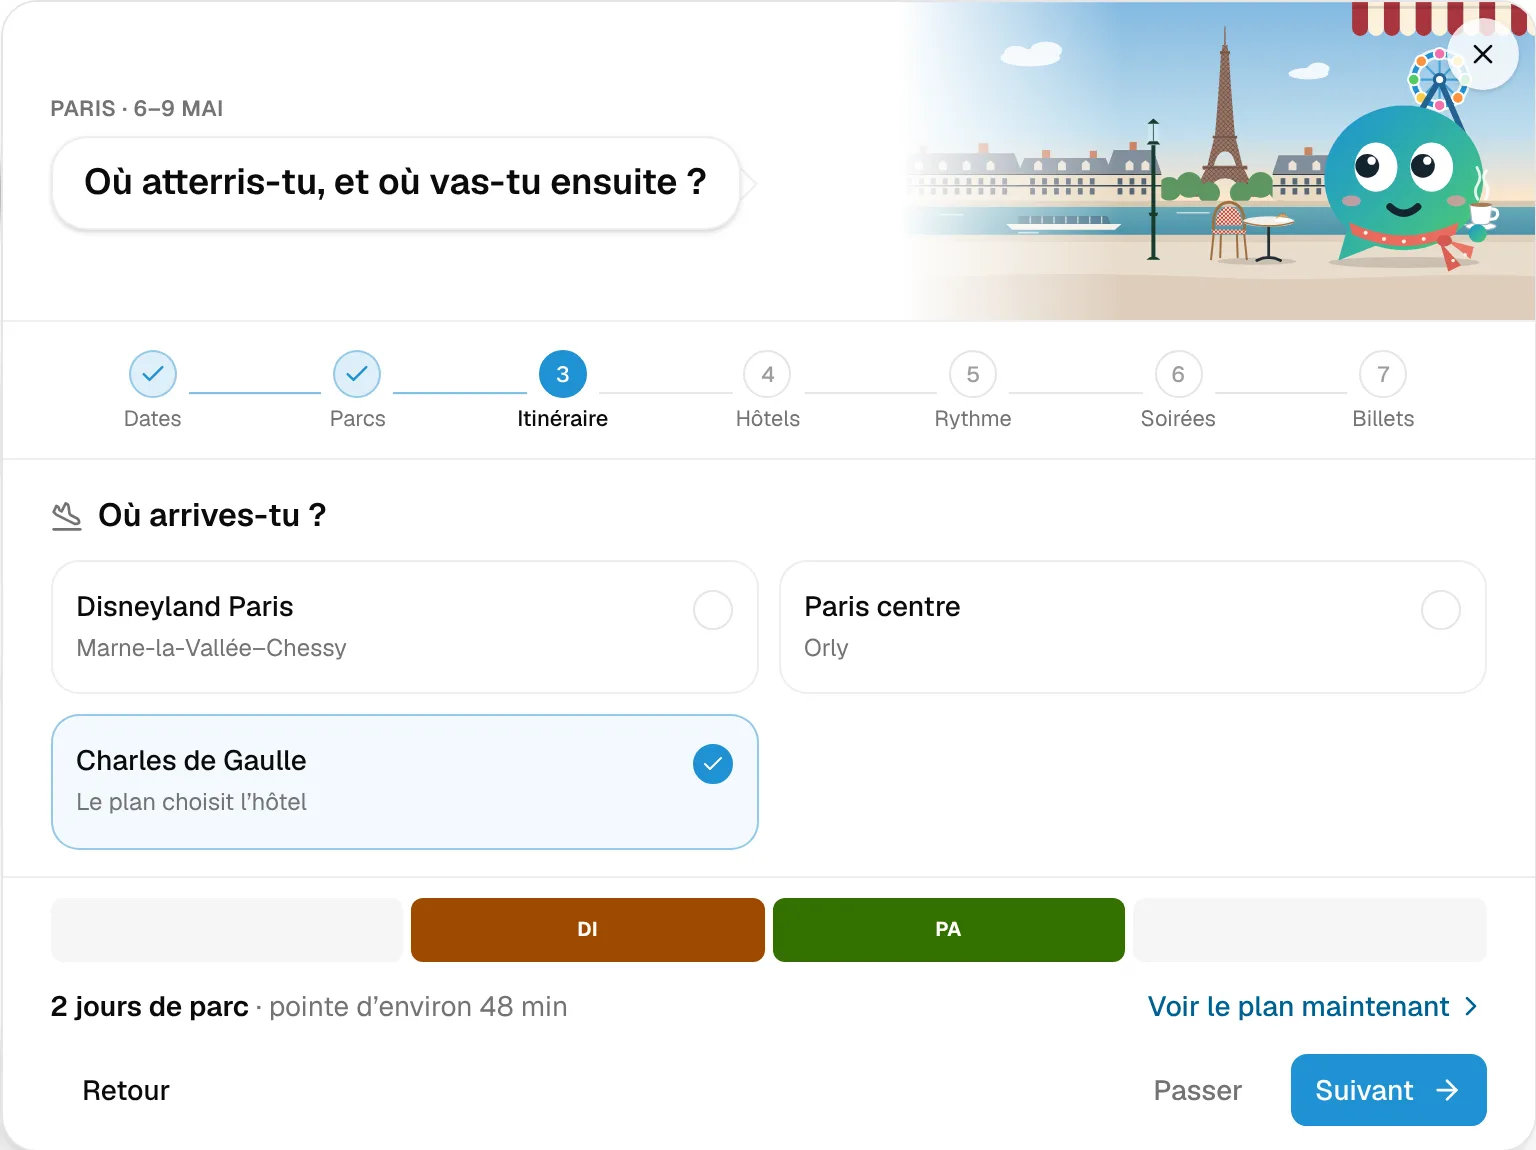 PARIS · 6–9 MAI
Où atterris-tu, et où vas-tu ensuite ?
Dates
Parcs
3
Itinéraire
4
Hôtels
5
Rythme
6
Soirées
7
Billets
Où arrives-tu ?
Disneyland Paris
Marne-la-Vallée–Chessy
Paris centre
Orly
Charles de Gaulle
Le plan choisit l’hôtel
DI
PA
2 jours de parc · pointe d’environ 48 min
Voir le plan maintenant
Retour
Passer
Suivant